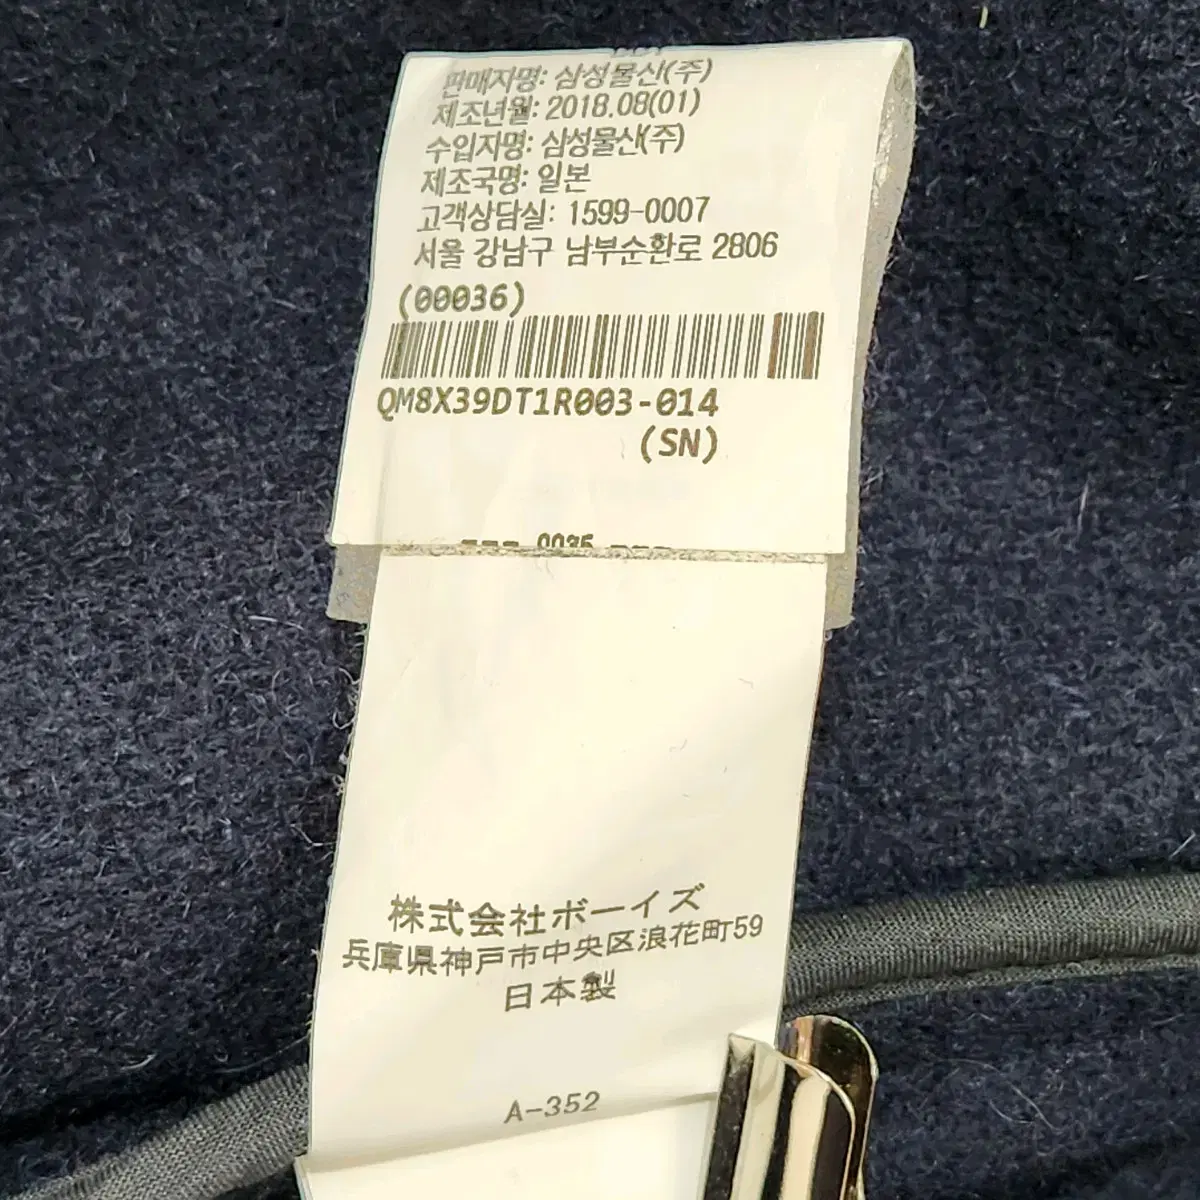 판매자명: 삼성물산(주)
제조년월: 2018.08(01)
수입자명: 삼성물산(주)
제조국명: 일본
고객상담실: 1599-0007
서울 강남구 남부순환로 2806
(00036)
QM8X39DT1R003-014
(SN)
株式会社ボーイズ
兵庫県神戸市中央区浪花町59
日本製
A-352